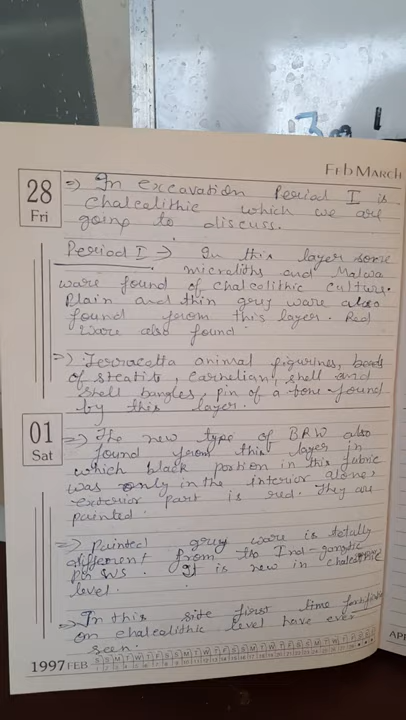 Feb March
28
Fri
=) In excavation Period I is
chalcolithic which we are
going to discuss.
Period I => In this layer some
microliths and Malwa
ware found of chalcolithic culture.
Plain and thin grey ware also
found from this layer. Red
ware also found.
=) Terracotta animal figurines, beads
of steatite, carnelian, shell and
shell bangles, pin of a bone found
by this layer.
01
Sat
=) The new type of BRW also
found from this layer in
which black portion in this fabric
was only in the interior alone,
exterior part is red. They are
painted.
=) Painted grey ware is totally
different from the Ind-gangetic
It is new in
level.
=) In this site first time
on chalcolithic level have ever
seen.
1997 FEB